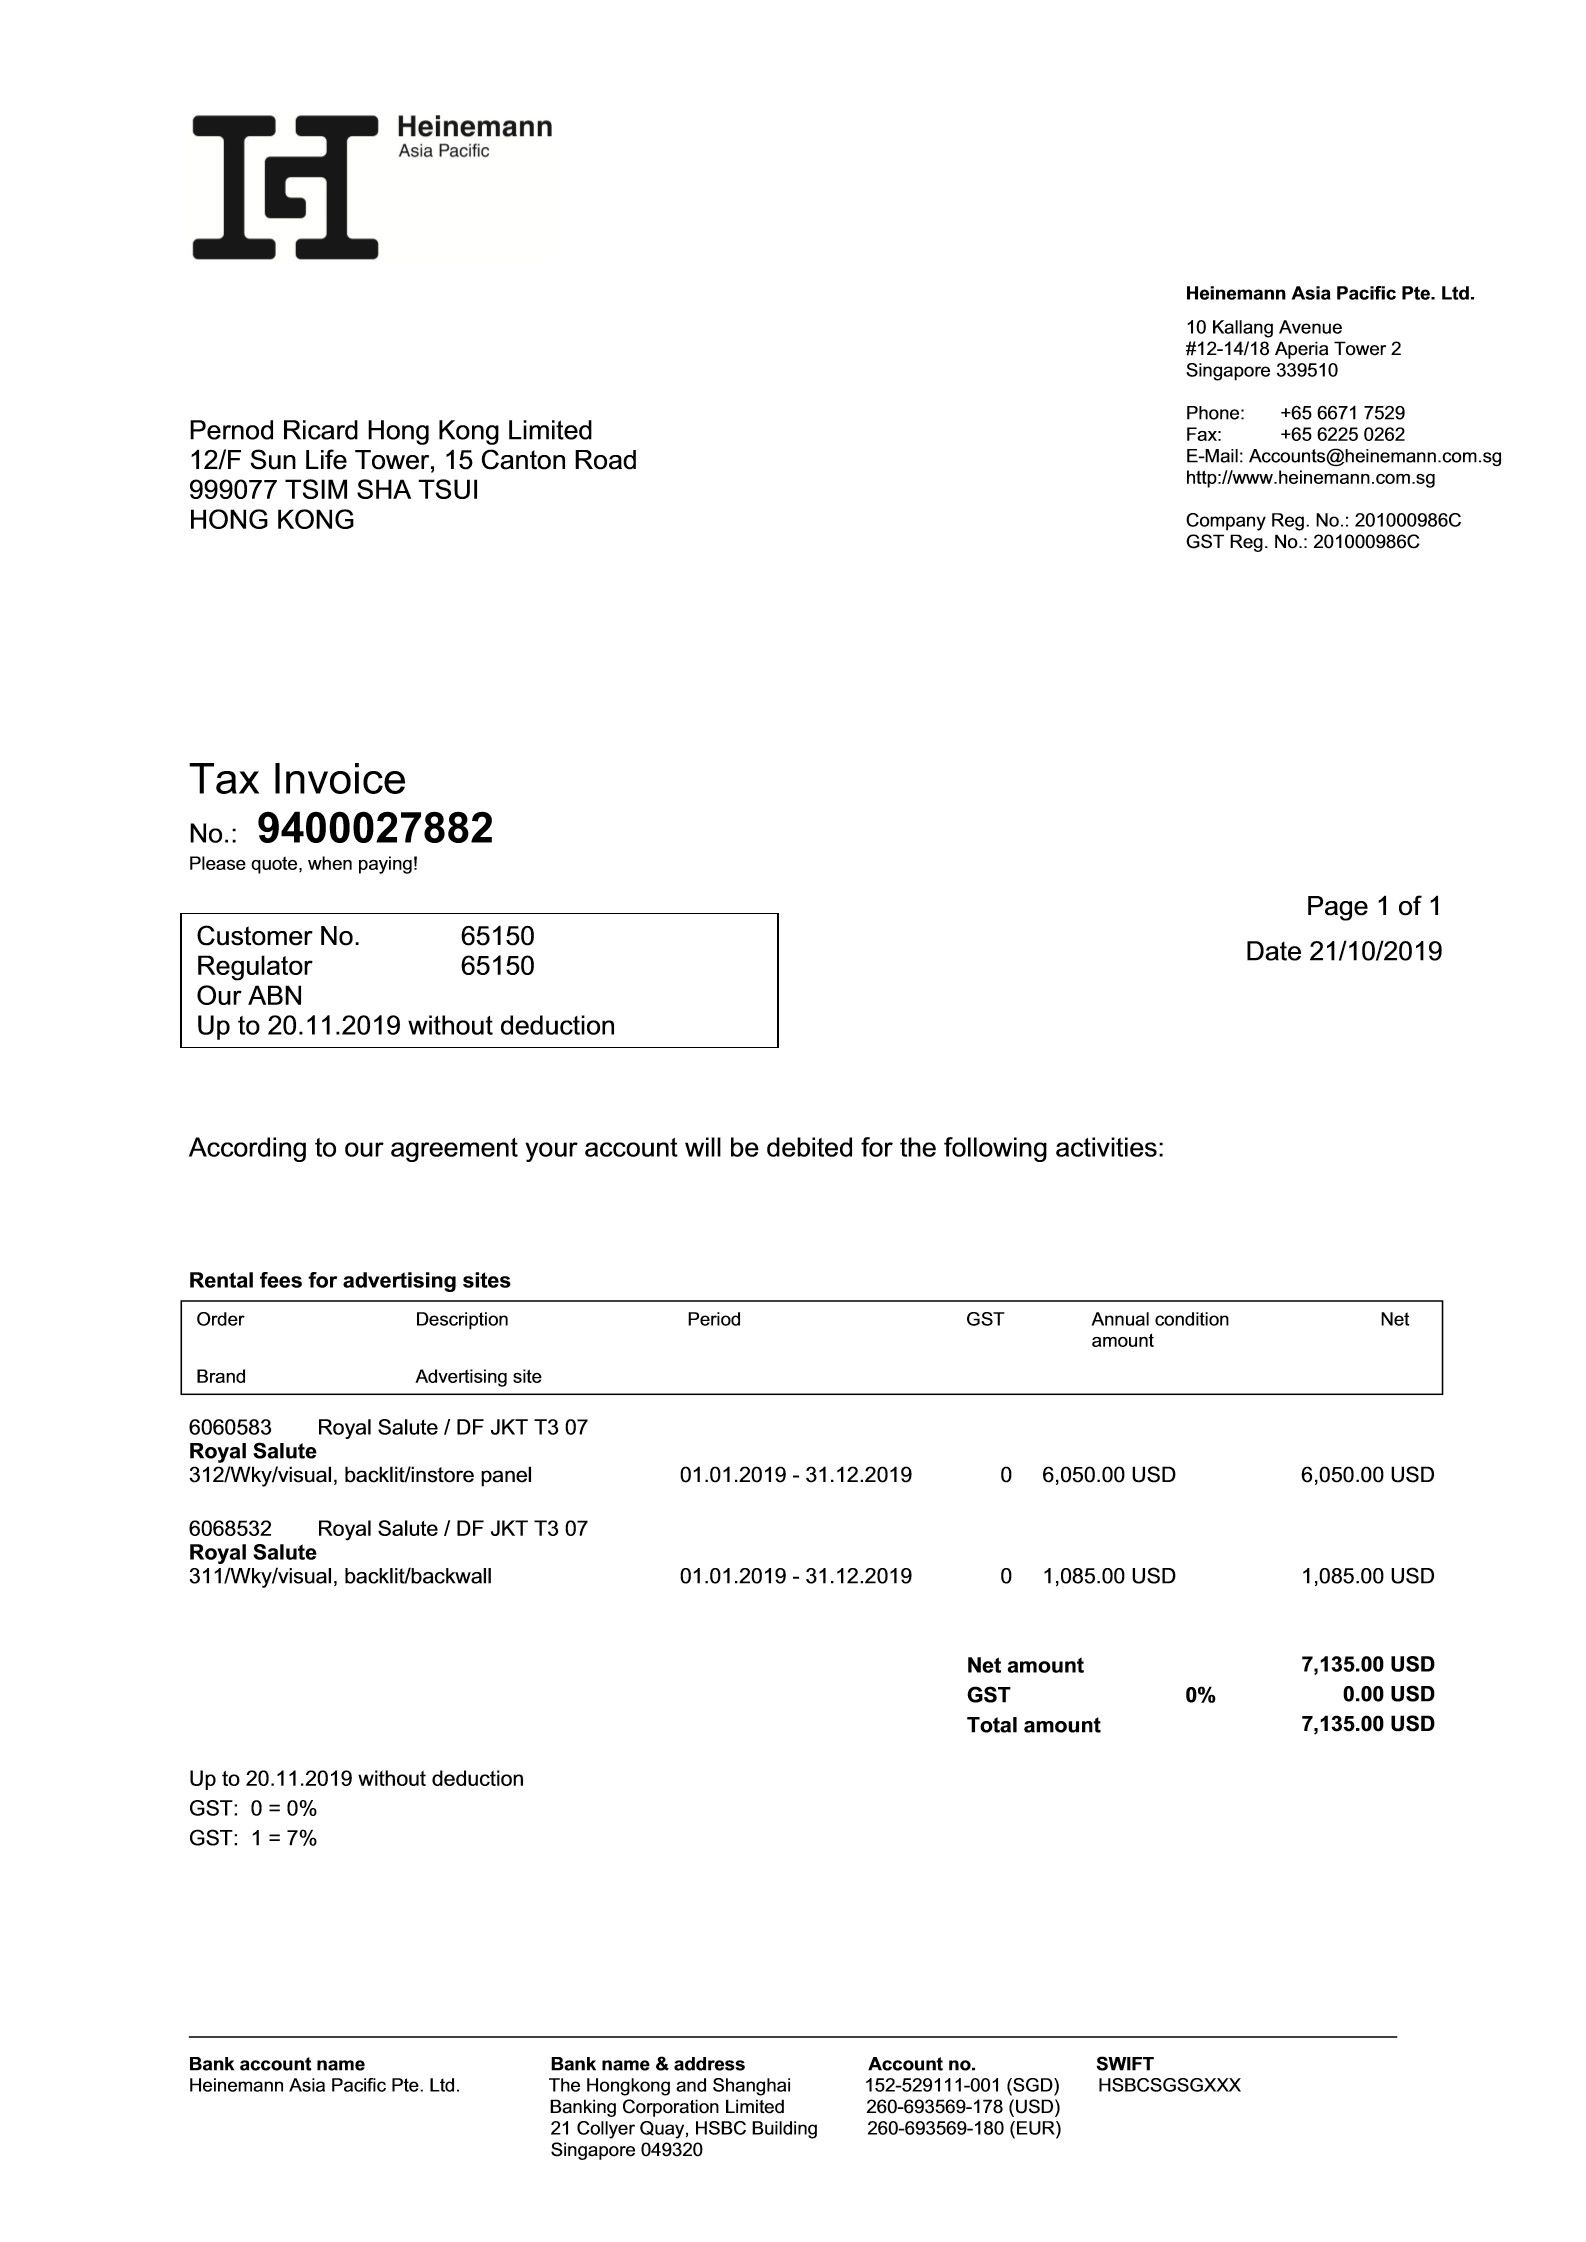 Heinemann
Asia Pacific
Heinemann Asia Pacific Pte. Ltd.
10 Kallang Avenue
#12-14/18 Aperia Tower 2
Singapore 339510
Phone: +65 6671 7529
Fax: +65 6225 0262
E-Mail: Accounts@heinemann.com.sg
http://www.heinemann.com.sg
Company Reg. No.: 201000986C
GST Reg. No.: 201000986C
Pernod Ricard Hong Kong Limited
12/F Sun Life Tower, 15 Canton Road
999077 TSIM SHA TSUI
HONG KONG
Tax Invoice
No.: 9400027882
Please quote, when paying!
Page 1 of 1
Date 21/10/2019
Customer No. 65150
Regulator 65150
Our ABN
Up to 20.11.2019 without deduction
According to our agreement your account will be debited for the following activities:
Rental fees for advertising sites
Order Description Period GST Annual condition Net
amount
Brand Advertising site
6060583 Royal Salute / DF JKT T3 07
Royal Salute
312/Wky/visual, backlit/instore panel 01.01.2019 - 31.12.2019 0 6,050.00 USD 6,050.00 USD
6068532 Royal Salute / DF JKT T3 07
Royal Salute
311/Wky/visual, backlit/backwall 01.01.2019 - 31.12.2019 0 1,085.00 USD 1,085.00 USD
Net amount 7,135.00 USD
GST 0% 0.00 USD
Total amount 7,135.00 USD
Up to 20.11.2019 without deduction
GST: 0 = 0%
GST: 1 = 7%
Bank account name Bank name & address Account no. SWIFT
Heinemann Asia Pacific Pte. Ltd. The Hongkong and Shanghai 152-529111-001 (SGD) HSBCSGSGXXX
Banking Corporation Limited 260-693569-178 (USD)
21 Collyer Quay, HSBC Building 260-693569-180 (EUR)
Singapore 049320